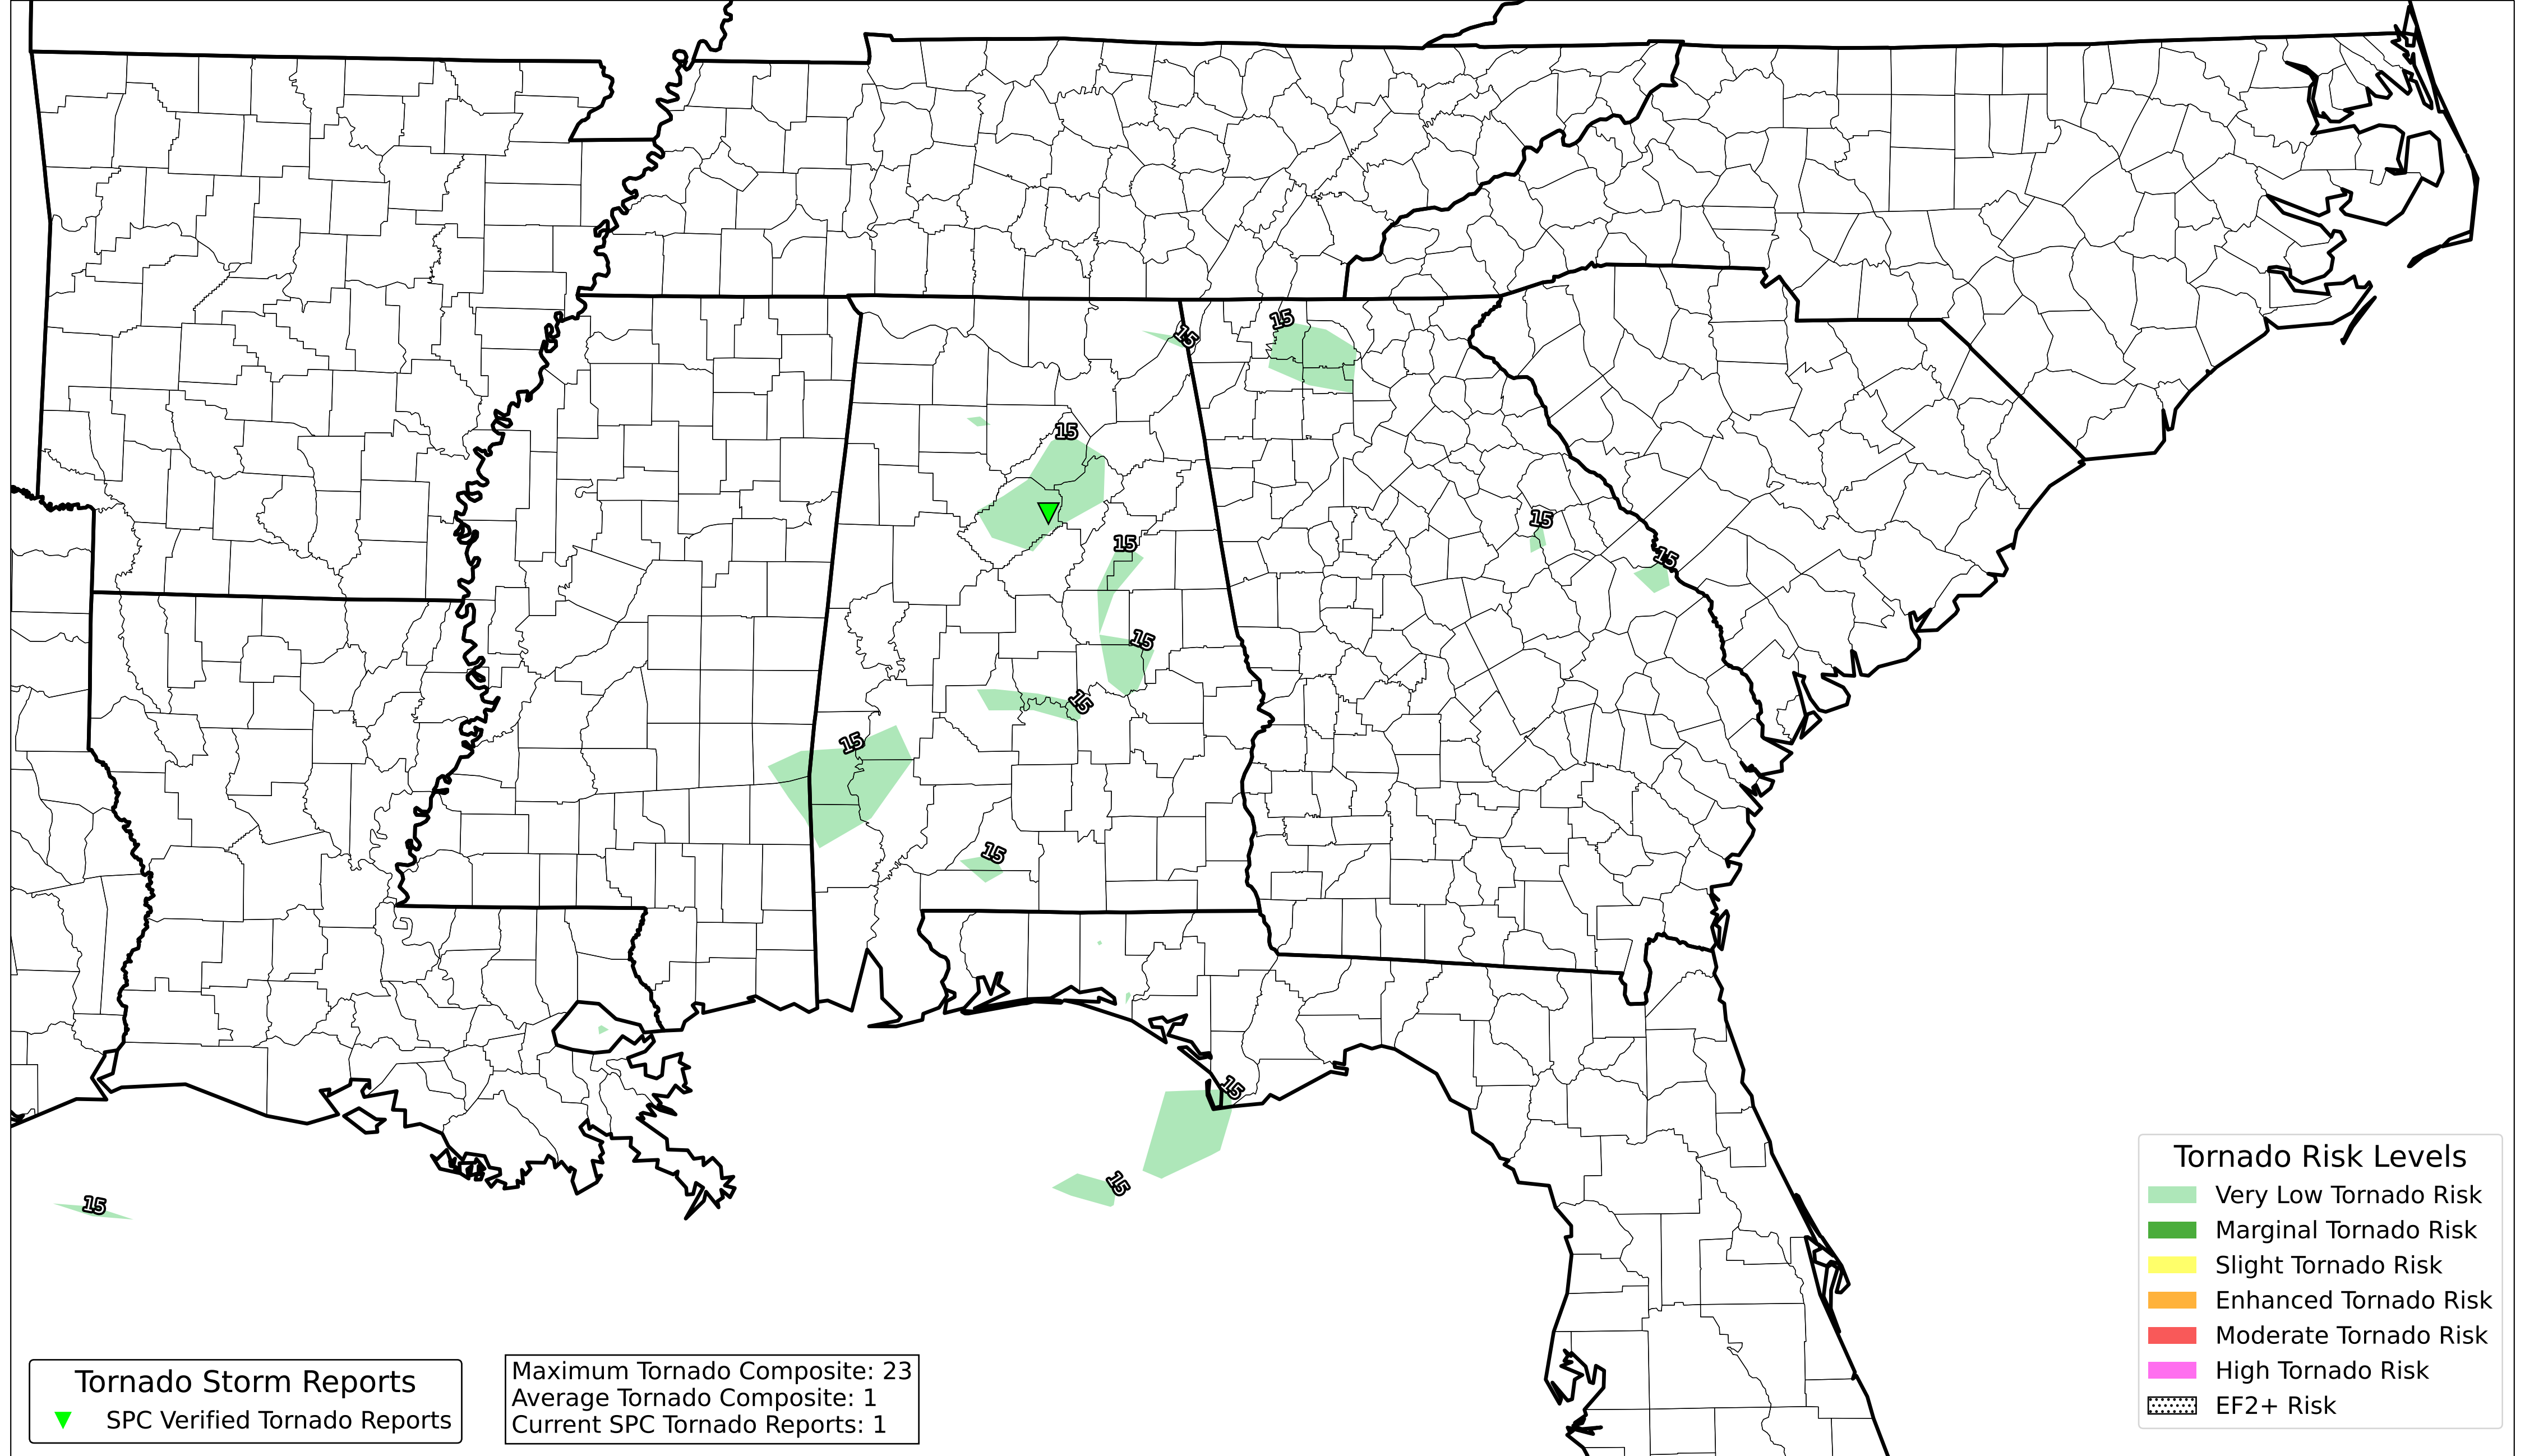 15
15
15
15
15
15
15
15
15
15
15
15
15
Tornado Storm Reports
SPC Verified Tornado Reports
Maximum Tornado Composite: 23
Average Tornado Composite: 1
Current SPC Tornado Reports: 1
Tornado Risk Levels
Very Low Tornado Risk
Marginal Tornado Risk
Slight Tornado Risk
Enhanced Tornado Risk
Moderate Tornado Risk
High Tornado Risk
EF2+ Risk